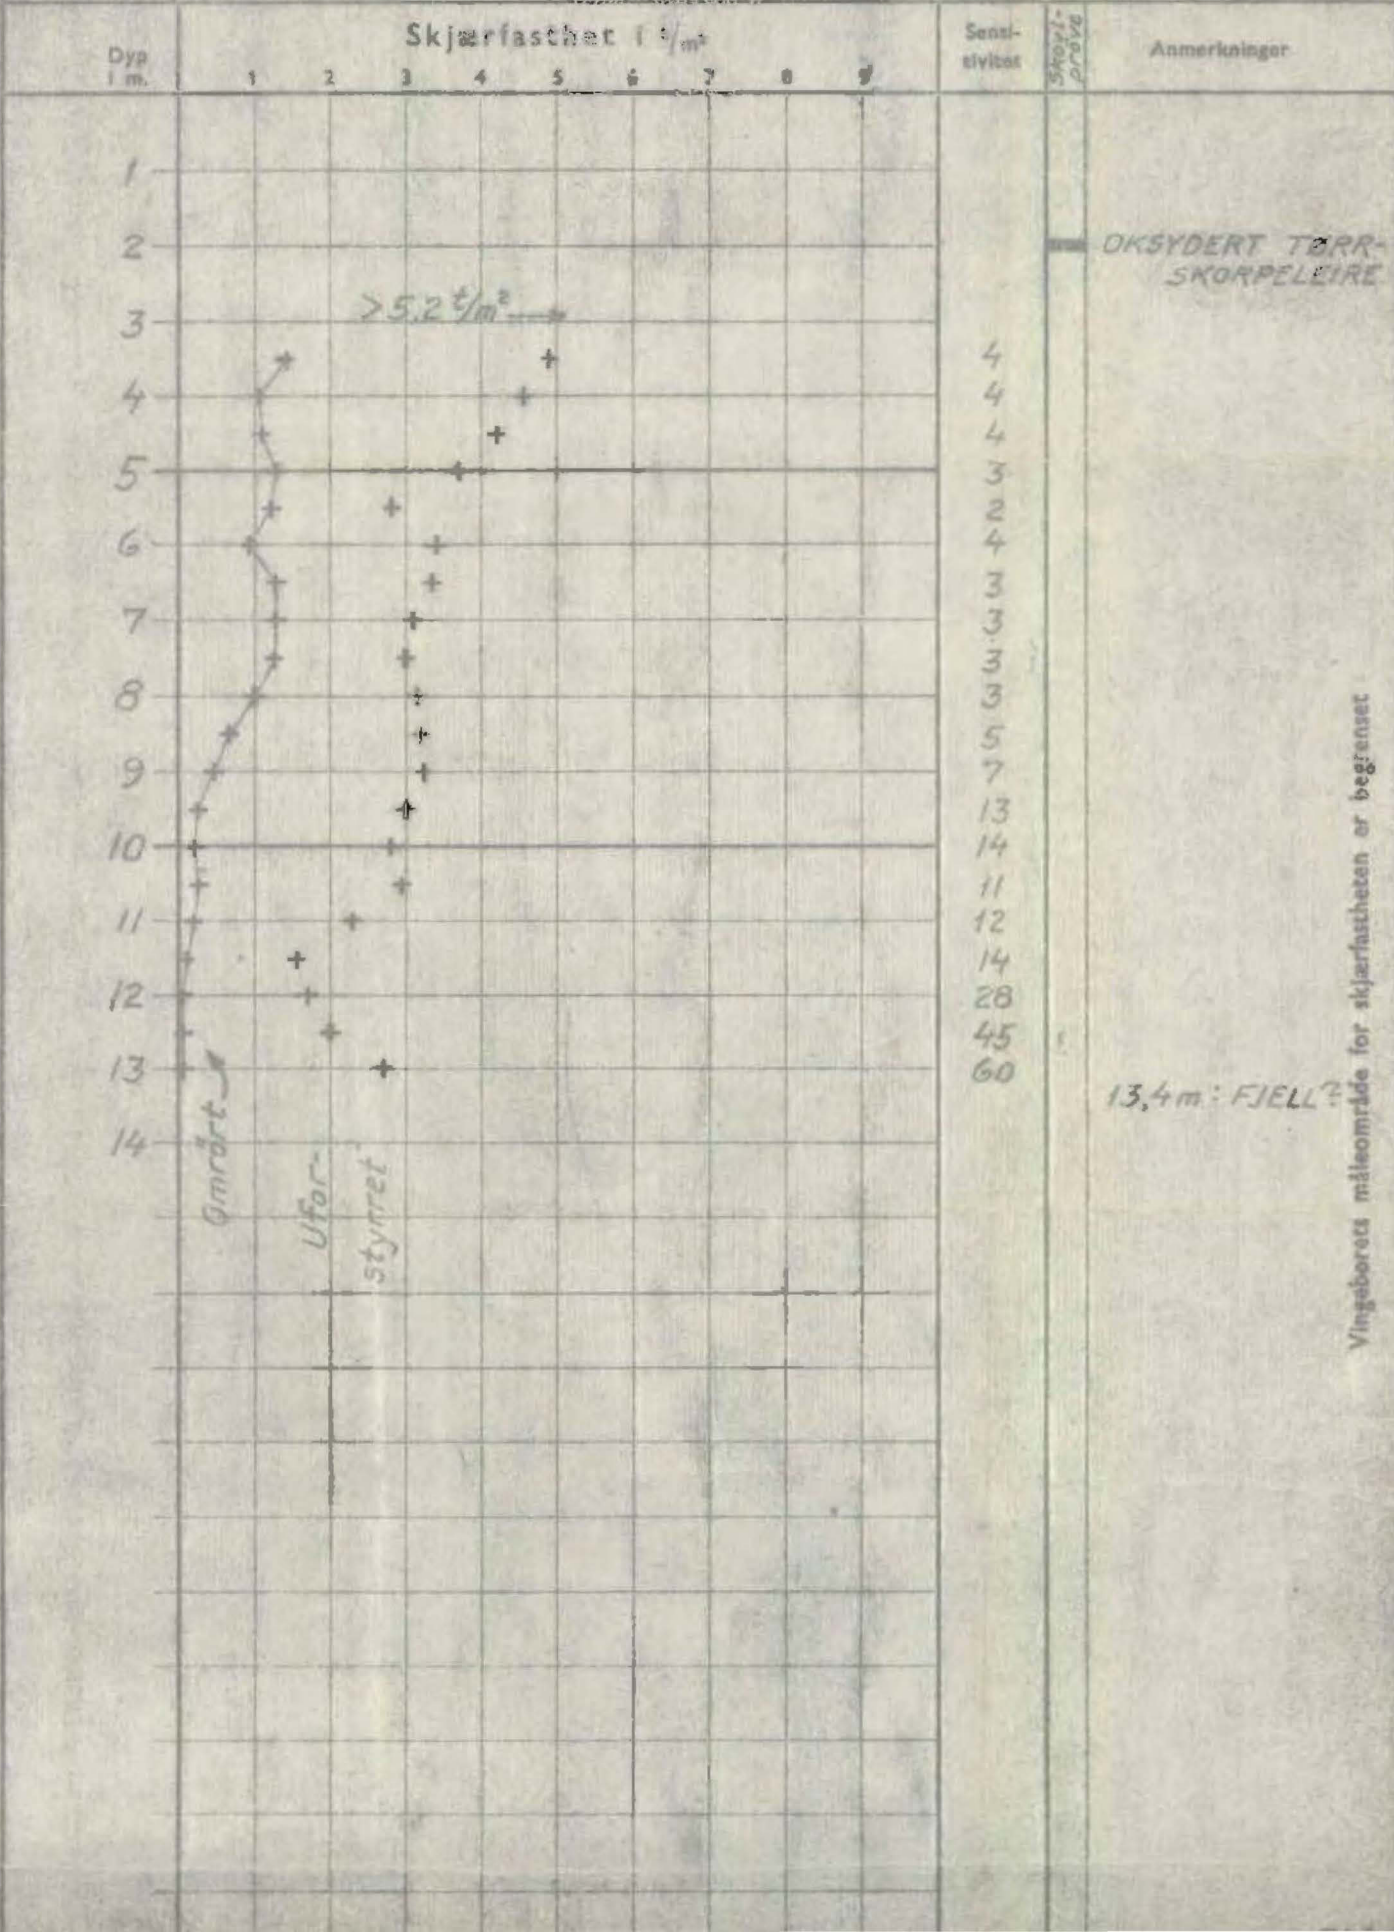 Skjærfasthet i t/m²
Dyp i m.
1 2 3 4 5 6 7 8 9
Sensi-
tivitet
Skovl-
prøve
Anmerkninger
1
2
OKSYDERT TØRR-
SKORPELEIRE
>5,2 t/m²
3
4
4 4
4
5 3
2
6 4
3
7 3
3
8 3
5
9 7
13
10 14
11
11 12
14
12 28
45
13 60
13,4 m: FJELL?
14
Omrørt
Ufor-
styrret
Vingeborets måleområde for skjærfastheten er begrenset